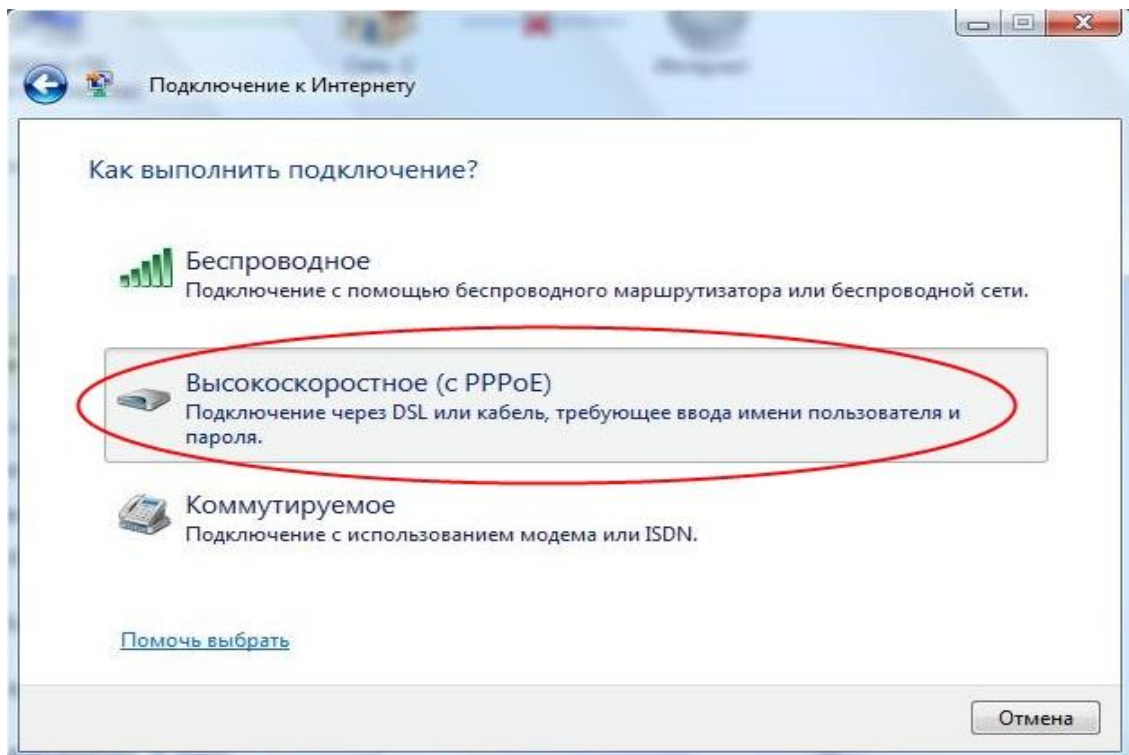 Подключение к Интернету
Как выполнить подключение?
Беспроводное
Подключение с помощью беспроводного маршрутизатора или беспроводной сети.
Высокоскоростное (с PPPoE)
Подключение через DSL или кабель, требующее ввода имени пользователя и
пароля.
Коммутируемое
Подключение с использованием модема или ISDN.
Помочь выбрать
Отмена